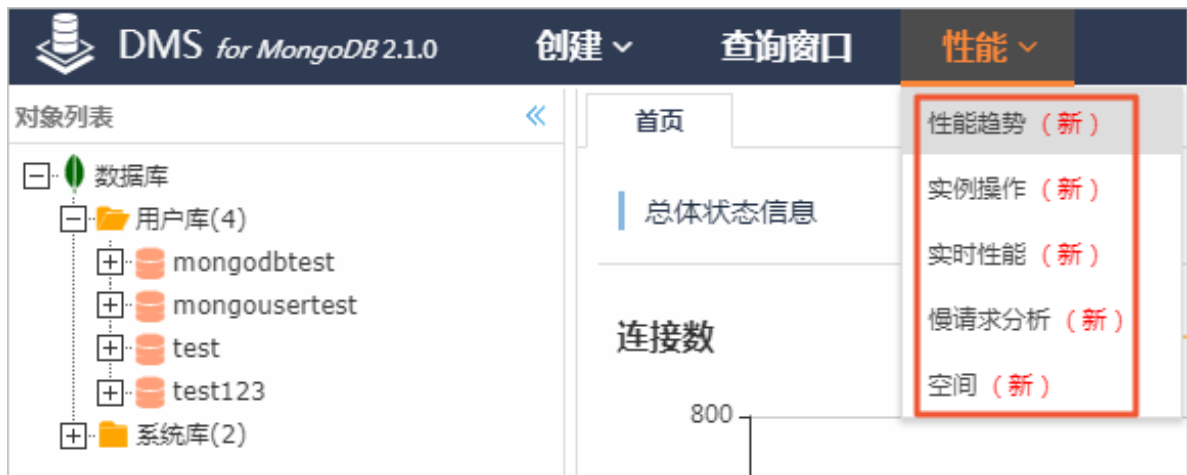 DMS for MongoDB 2.1.0 创建 查询窗口 性能
对象列表
数据库
用户库(4)
mongodbtest
mongousertest
test
test123
系统库(2)
首页
总体状态信息
连接数
800
性能趋势（新）
实例操作（新）
实时性能（新）
慢请求分析（新）
空间（新）